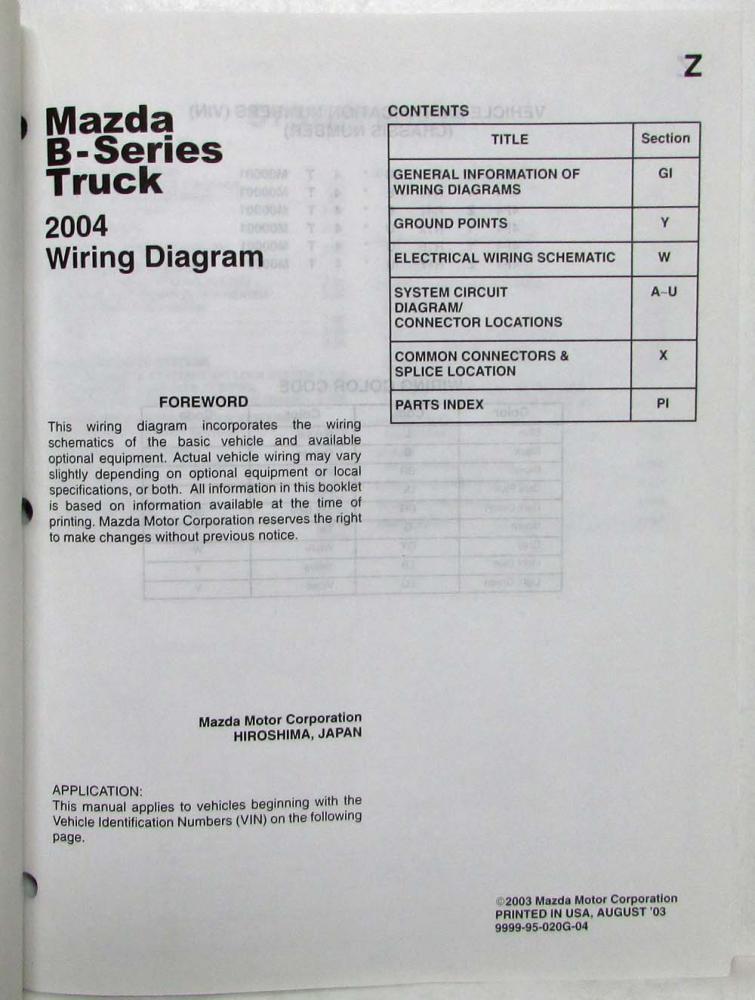 Z
Mazda
B-Series
Truck
2004
Wiring Diagram
CONTENTS
TITLE Section
GENERAL INFORMATION OF GI
WIRING DIAGRAMS
GROUND POINTS Y
ELECTRICAL WIRING SCHEMATIC W
SYSTEM CIRCUIT A~U
DIAGRAM/
CONNECTOR LOCATIONS
COMMON CONNECTORS & X
SPLICE LOCATION
PARTS INDEX PI
FOREWORD
This wiring diagram incorporates the wiring
schematics of the basic vehicle and available
optional equipment. Actual vehicle wiring may vary
slightly depending on optional equipment or local
specifications, or both. All information in this booklet
is based on information available at the time of
printing. Mazda Motor Corporation reserves the right
to make changes without previous notice.
Mazda Motor Corporation
HIROSHIMA, JAPAN
APPLICATION:
This manual applies to vehicles beginning with the
Vehicle Identification Numbers (VIN) on the following
page.
©2003 Mazda Motor Corporation
PRINTED IN USA, AUGUST '03
9999-95-020G-04